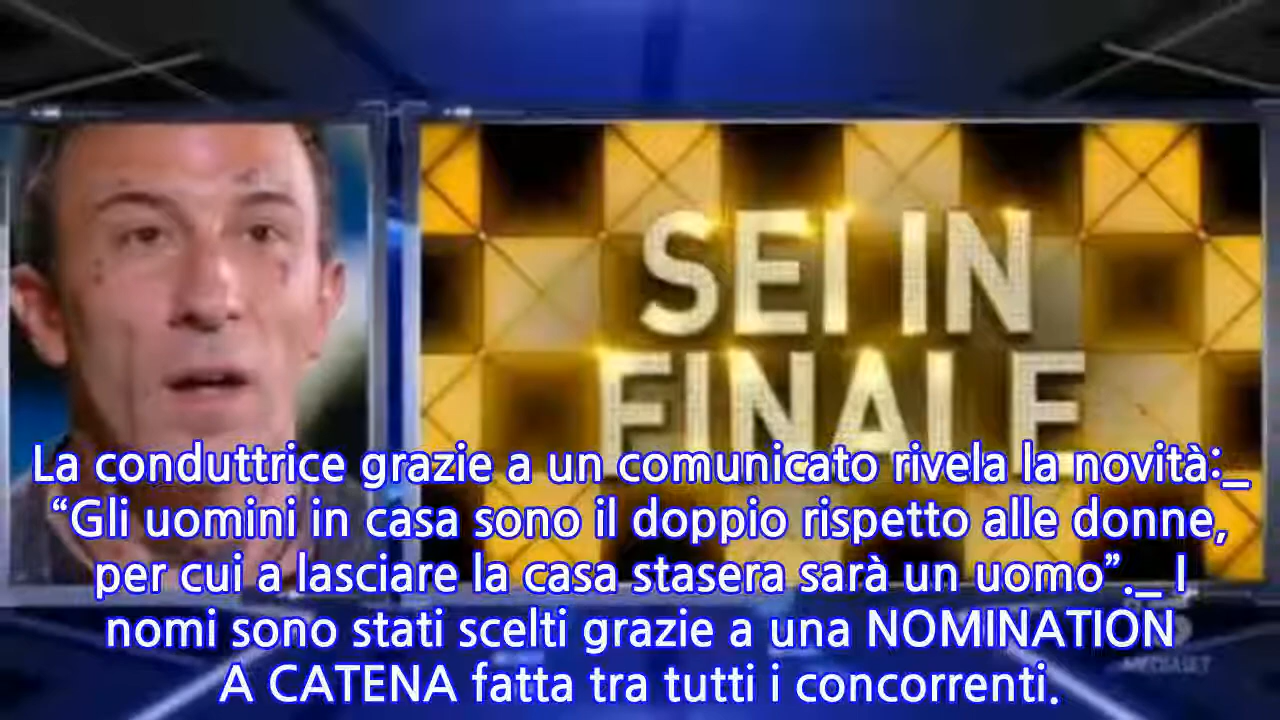 SEI IN
FINALE
La conduttrice grazie a un comunicato rivela la novità:_
“Gli uomini in casa sono il doppio rispetto alle donne,
per cui a lasciare la casa stasera sarà un uomo”._ I
nomi sono stati scelti grazie a una NOMINATION
A CATENA fatta tra tutti i concorrenti.
MEDIASET